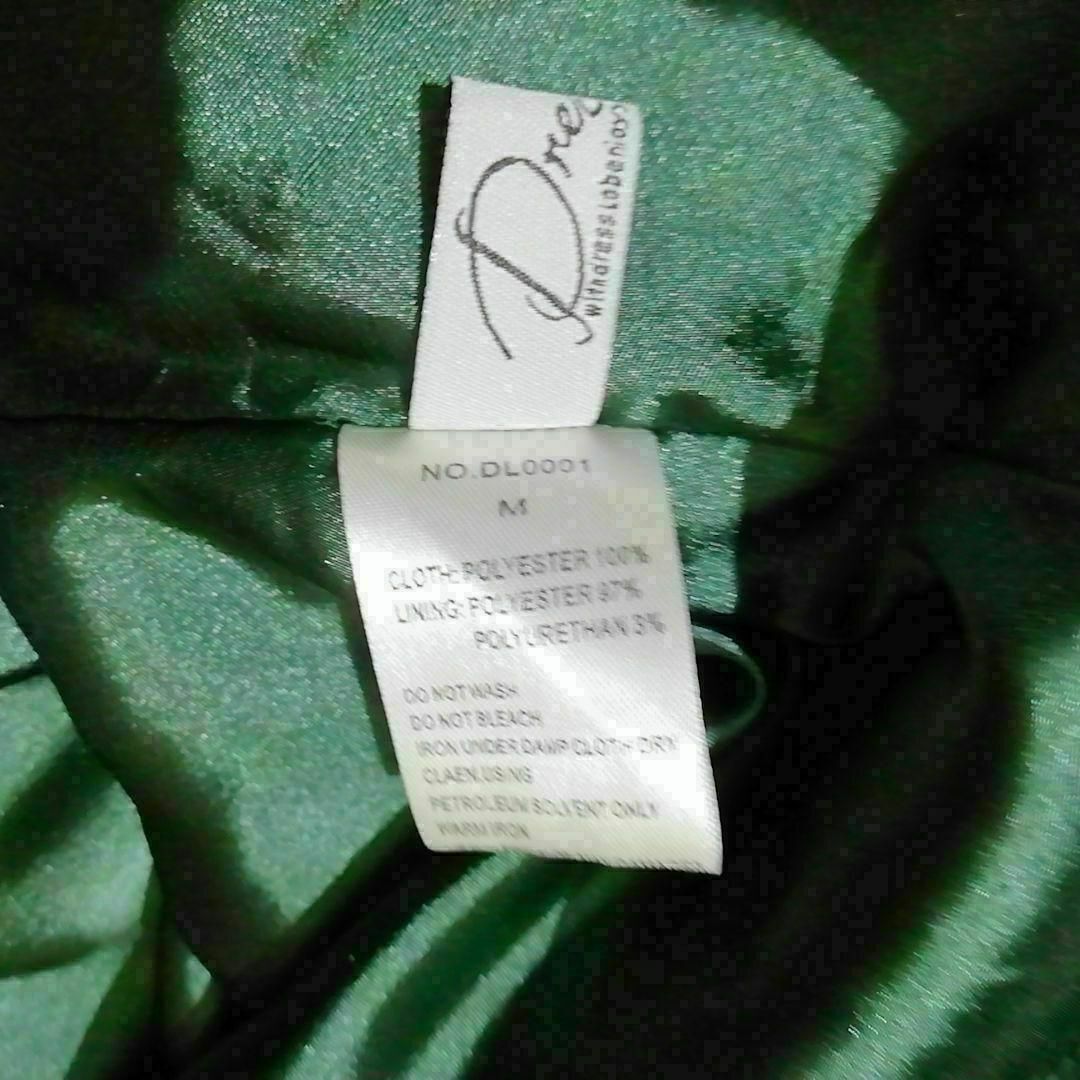 Dre
withdresslobenjoy
NO.DL0001
M
CLOTH:POLYESTER 100%
LINING:POLYESTER 97%
POLYURETHAN 3%
DO NOT WASH
DO NOT BLEACH
IRON UNDER DAMP CLOTH DRY
CLAEN.USING
PETROLEUM SOLVENT ONLY
WARM IRON